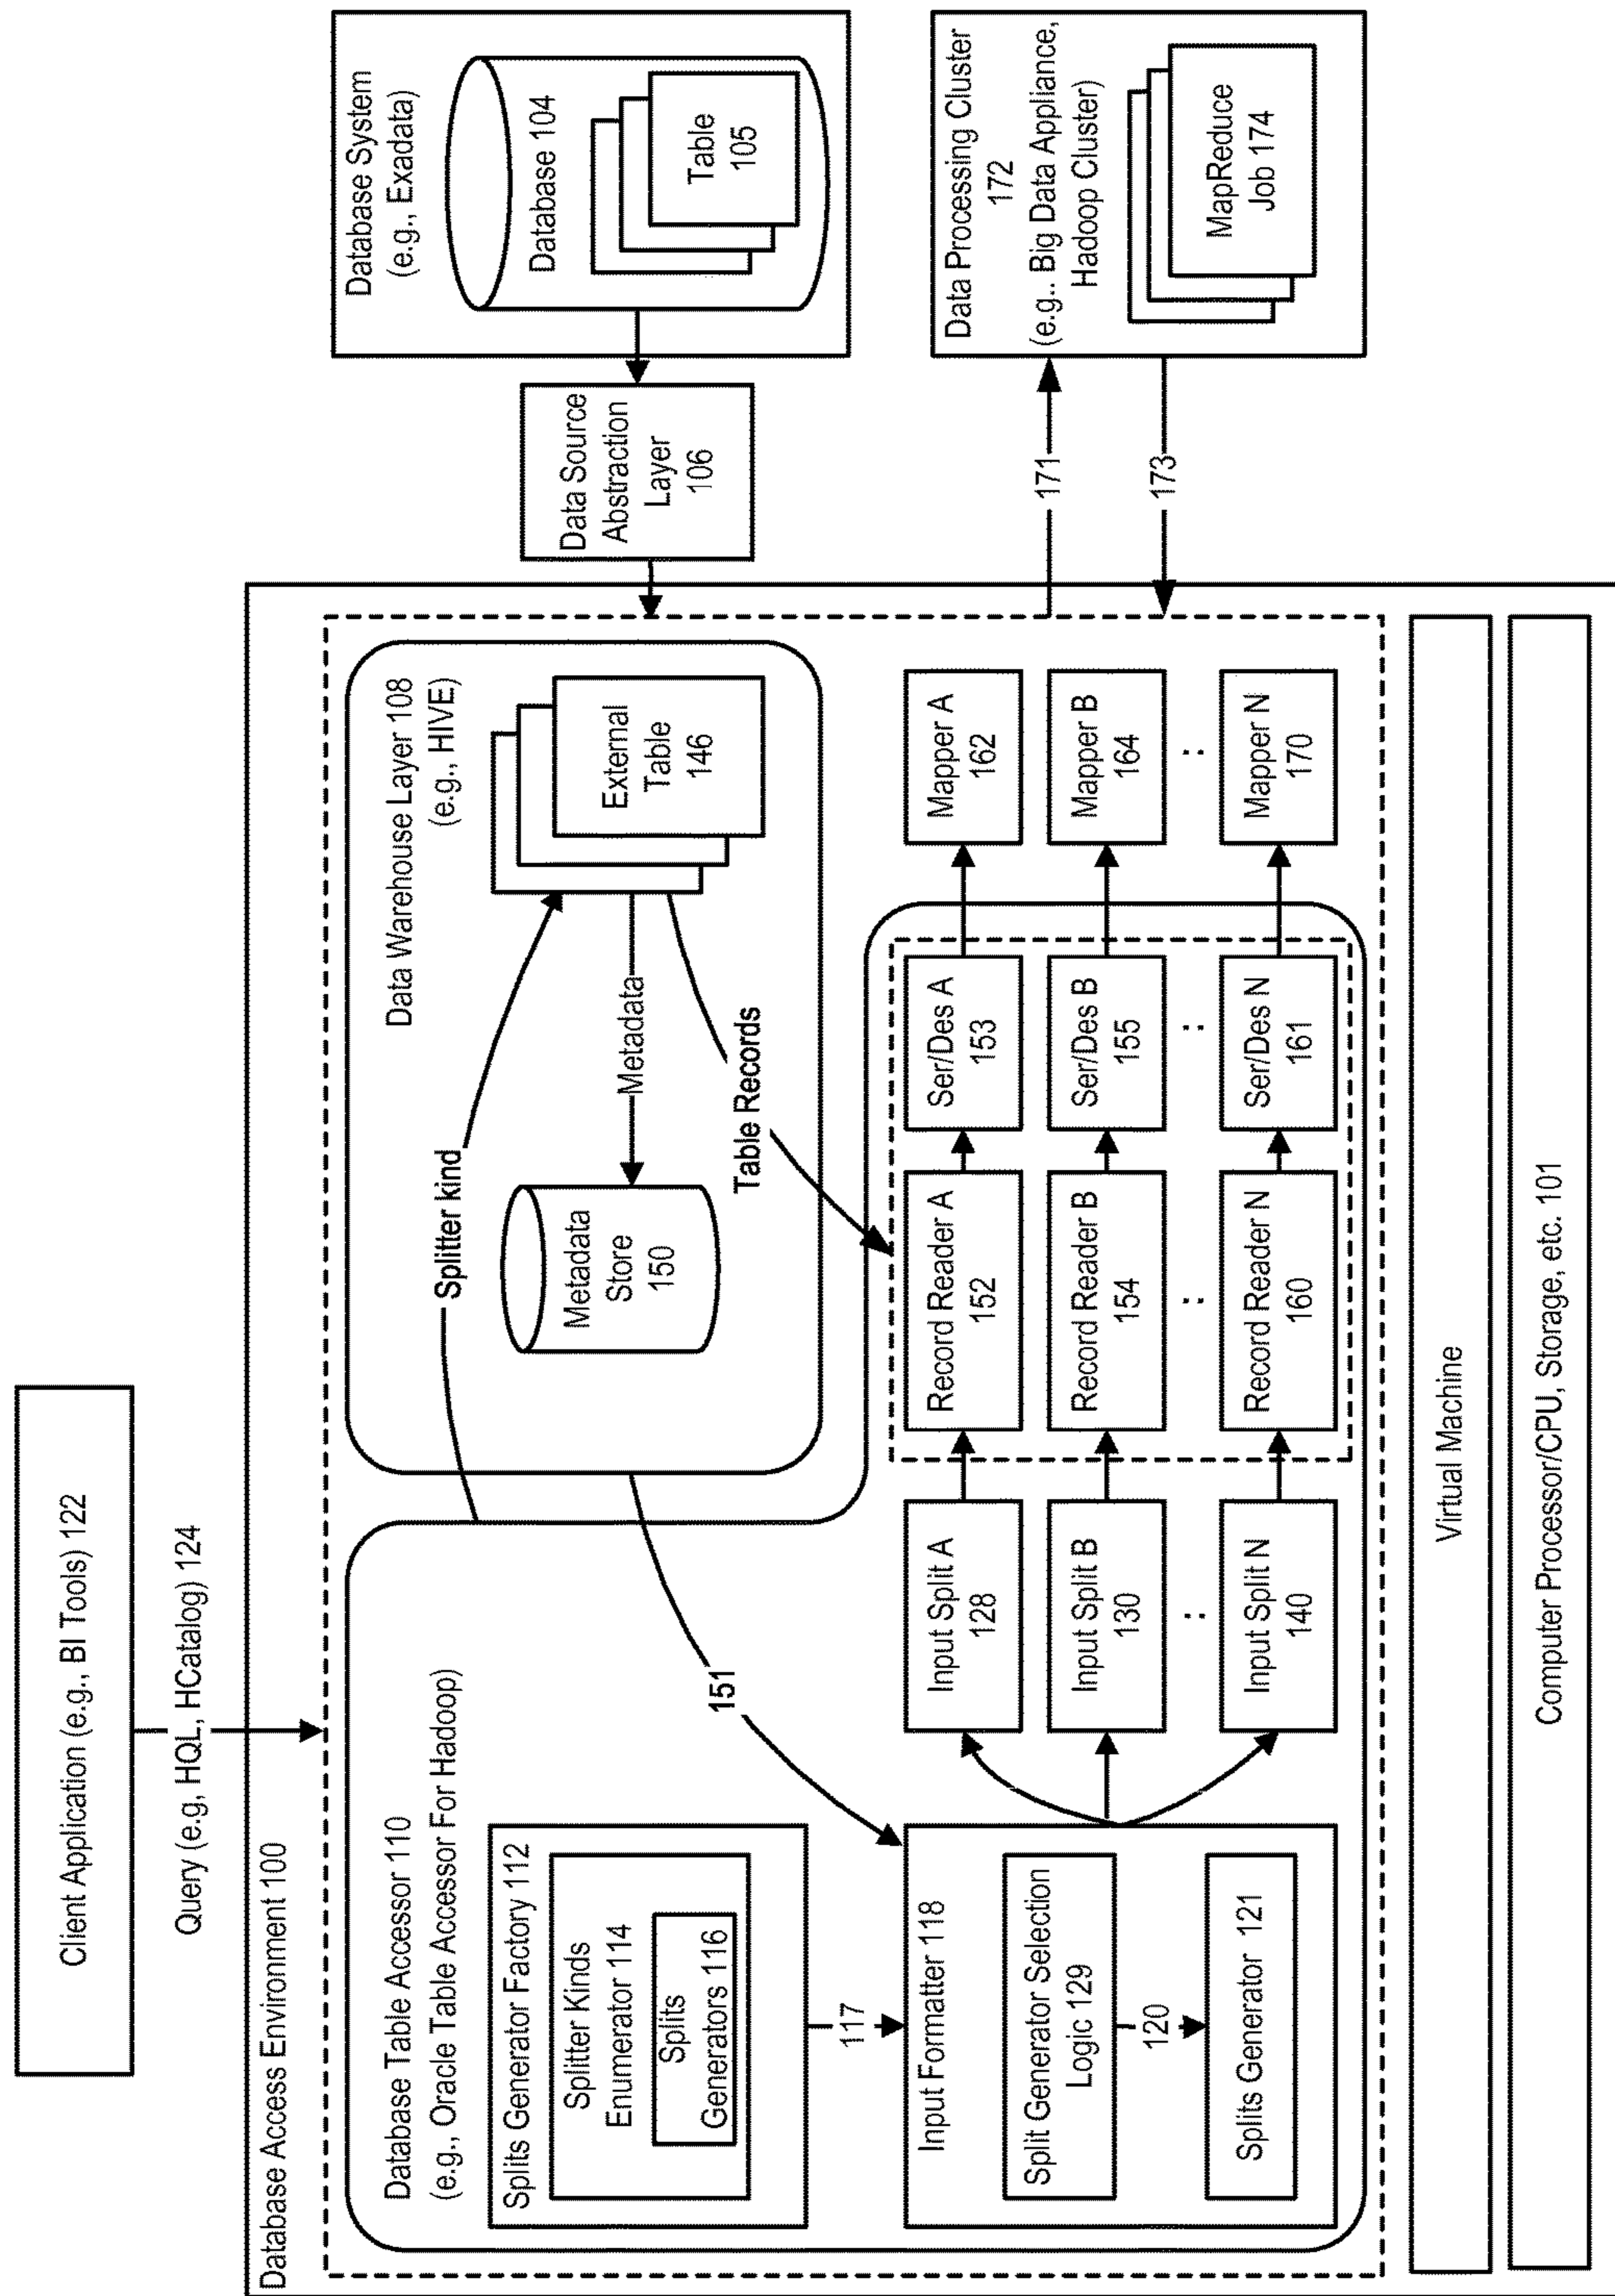 Client Application (e.g., BI Tools) 122
Query (e.g, HQL, HCatalog) 124
Database Access Environment 100
Database Table Accessor 110
(e.g., Oracle Table Accessor For Hadoop)
Splits Generator Factory 112
Splitter Kinds
Enumerator 114
Splits
Generators 116
117
Input Formatter 118
Split Generator Selection
Logic 129
120
Splits Generator 121
151
Splitter kind
Data Warehouse Layer 108
(e.g., HIVE)
Metadata
Store
150
Metadata
External
Table
146
Table Records
Input Split A
128
Record Reader A
152
Ser/Des A
153
Mapper A
162
Input Split B
130
Record Reader B
154
Ser/Des B
155
Mapper B
164
:
:
:
:
Input Split N
140
Record Reader N
160
Ser/Des N
161
Mapper N
170
Data Source
Abstraction
Layer
106
Database System
(e.g., Exadata)
Database 104
Table
105
171
173
Data Processing Cluster
172
(e.g.. Big Data Appliance,
Hadoop Cluster)
MapReduce
Job 174
Virtual Machine
Computer Processor/CPU, Storage, etc. 101